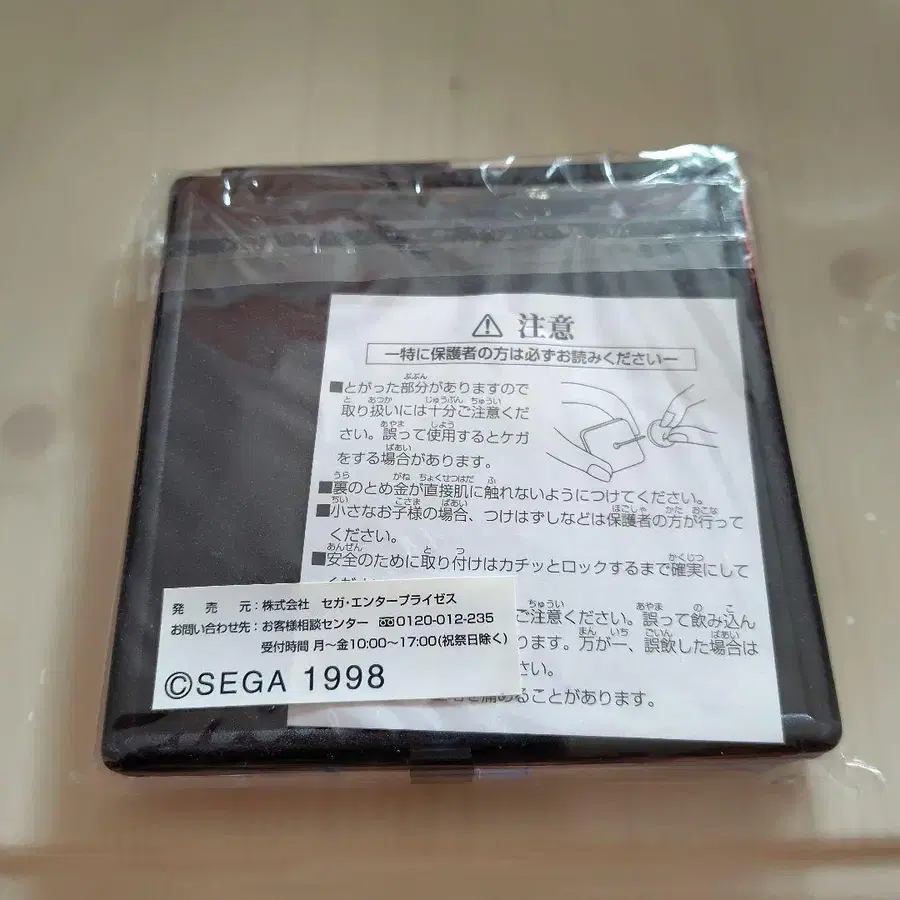 ⚠ 注意
ー特に保護者の方は必ずお読みくださいー
■とがった部分がありますので
取り扱いには十分ご注意くだ
さい。誤って使用するとケガ
をする場合があります。
■裏のとめ金が直接肌に触れないようにつけてください。
■小さなお子様の場合、つけはずしなどは保護者の方が行って
ください。
■安全のために取り付けはカチッとロックするまで確実にして
ご注意ください。誤って飲み込ん
ります。万が一、誤飲した場合は
さい。
めることがあります。
発売元：株式会社 セガ・エンタープライゼス
お問い合わせ先：お客様相談センター 0120-012-235
受付時間 月〜金10:00〜17:00(祝祭日除く)
©SEGA 1998